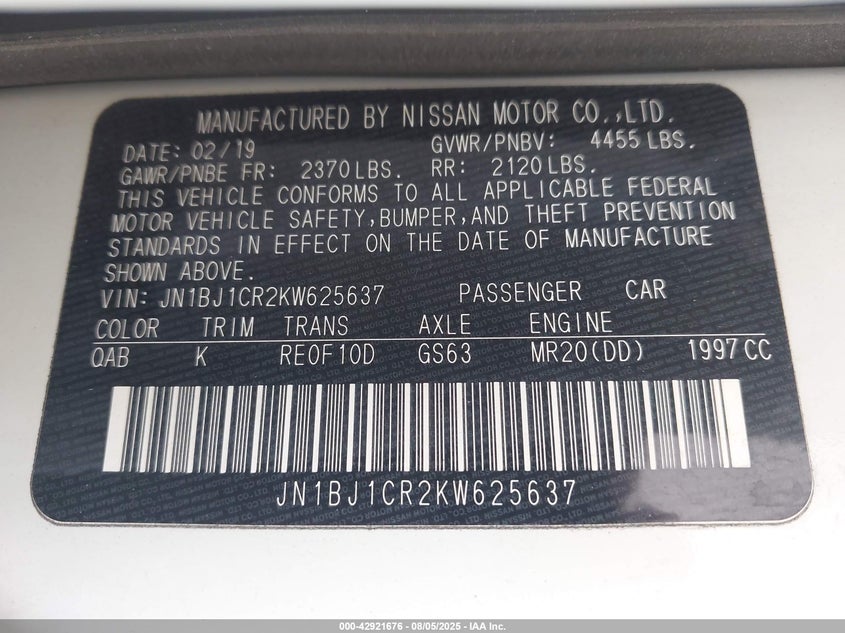 MANUFACTURED BY NISSAN MOTOR CO.,LTD.
DATE: 02/19 GVWR/PNBV: 4455 LBS.
GAWR/PNBE FR: 2370 LBS. RR: 2120 LBS.
THIS VEHICLE CONFORMS TO ALL APPLICABLE FEDERAL
MOTOR VEHICLE SAFETY, BUMPER, AND THEFT PREVENTION
STANDARDS IN EFFECT ON THE DATE OF MANUFACTURE
SHOWN ABOVE.
VIN: JN1BJ1CR2KW625637 PASSENGER CAR
COLOR TRIM TRANS AXLE ENGINE
QAB K RE0F10D GS63 MR20(DD) 1997 CC
JN1BJ1CR2KW625637
000-42921676 - 08/05/2025 - IAA Inc.